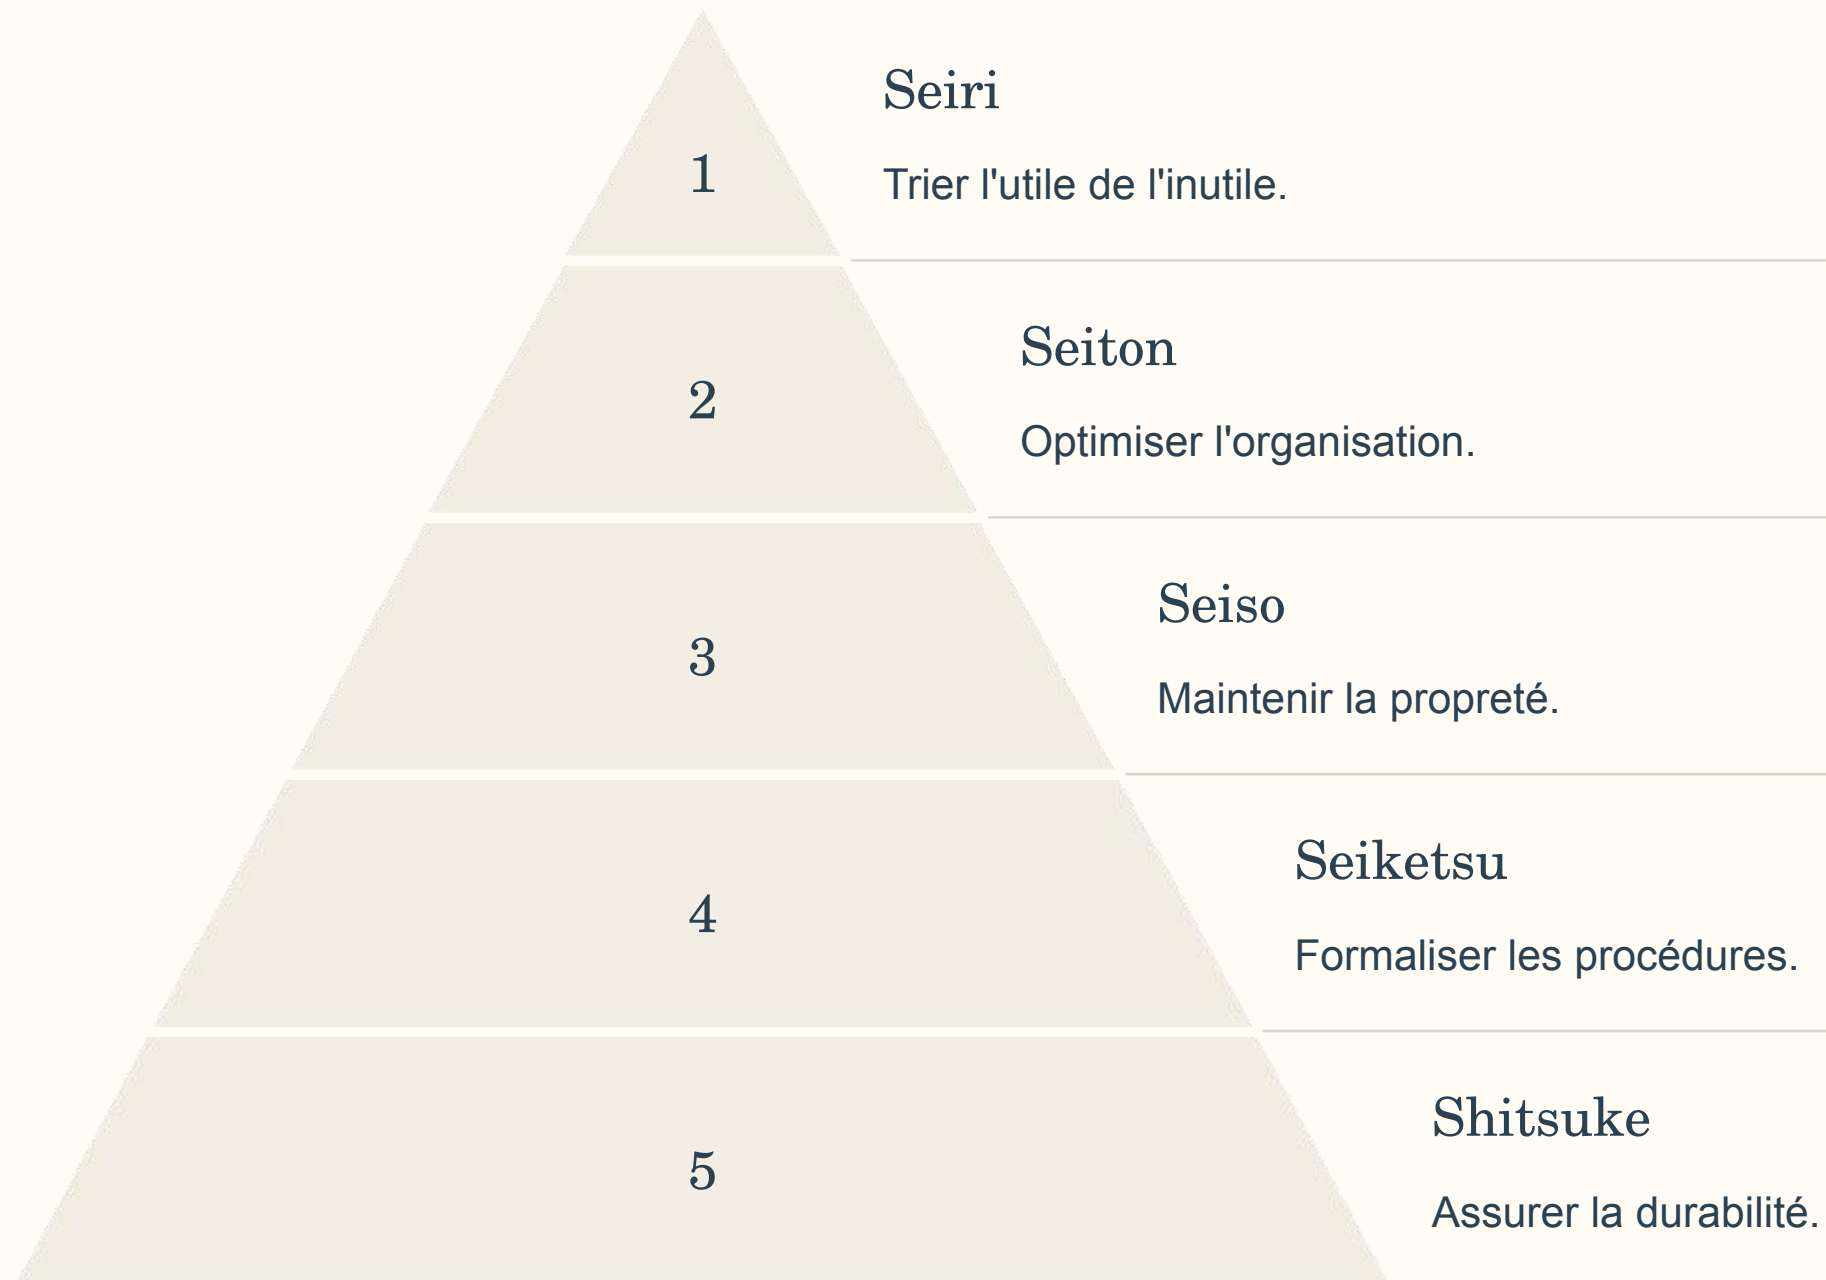 Seiri
1
Trier l'utile de l'inutile.
Seiton
2
Optimiser l'organisation.
Seiso
3
Maintenir la propreté.
Seiketsu
4
Formaliser les procédures.
Shitsuke
5
Assurer la durabilité.